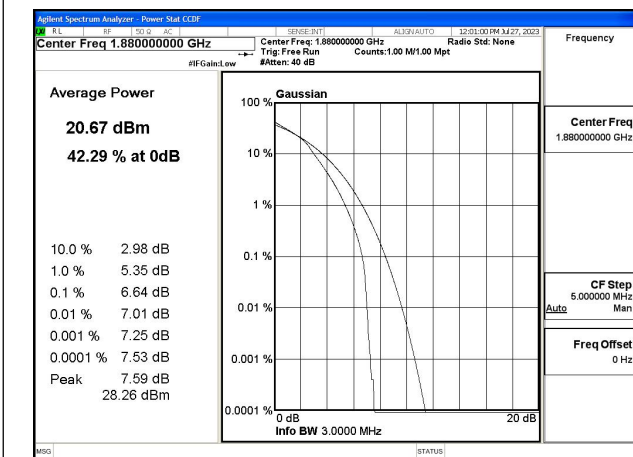 Agilent Spectrum Analyzer - Power Stat CCDF
LXI RL RF 50 Ω AC SENSE:INT ALIGN AUTO 12:01:00 PM Jul 27, 2023
Center Freq 1.880000000 GHz
Center Freq: 1.880000000 GHz Radio Std: None
Trig: Free Run Counts:1.00 M/1.00 Mpt
#IFGain:Low #Atten: 40 dB
Frequency
Average Power
20.67 dBm
42.29 % at 0dB
10.0 % 2.98 dB
1.0 % 5.35 dB
0.1 % 6.64 dB
0.01 % 7.01 dB
0.001 % 7.25 dB
0.0001 % 7.53 dB
Peak 7.59 dB
28.26 dBm
Gaussian
100 %
10 %
1 %
0.1 %
0.01 %
0.001 %
0.0001 %
0 dB 20 dB
Info BW 3.0000 MHz
Center Freq
1.880000000 GHz
CF Step
5.000000 MHz
Auto Man
Freq Offset
0 Hz
MSG STATUS